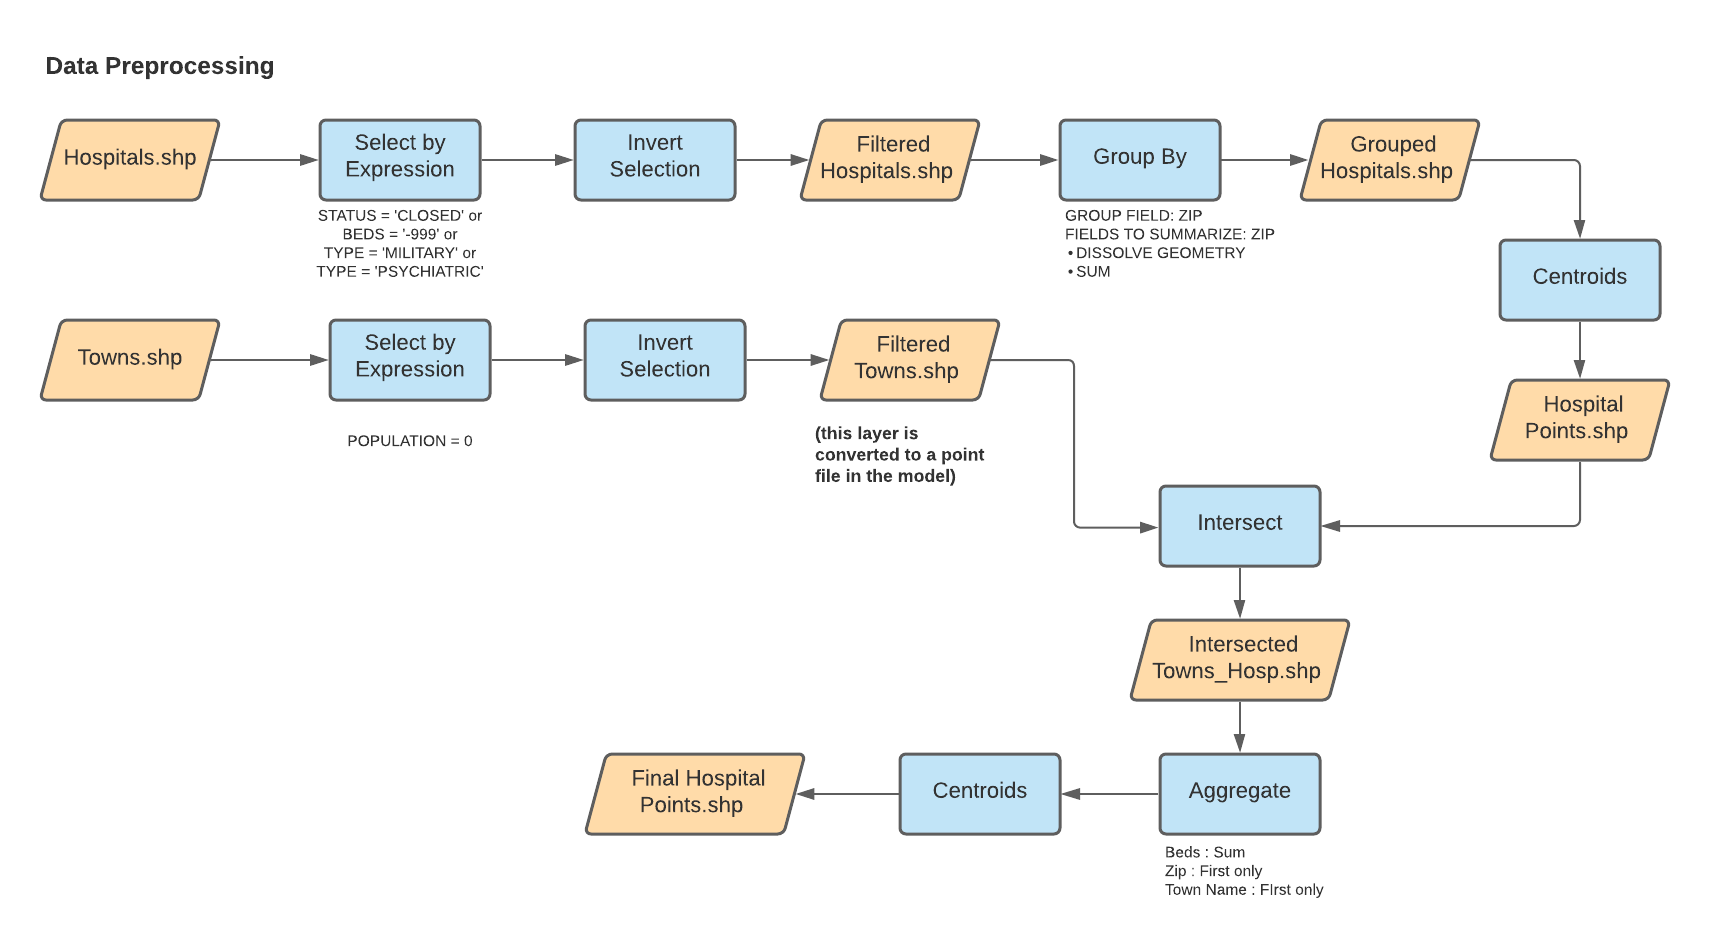 Data Preprocessing
Hospitals.shp
Select by
Expression
Invert
Selection
Filtered
Hospitals.shp
Group By
Grouped
Hospitals.shp
STATUS = 'CLOSED' or
BEDS = '-999' or
TYPE = 'MILITARY' or
TYPE = 'PSYCHIATRIC'
GROUP FIELD: ZIP
FIELDS TO SUMMARIZE: ZIP
• DISSOLVE GEOMETRY
• SUM
Centroids
Towns.shp
Select by
Expression
Invert
Selection
Filtered
Towns.shp
POPULATION = 0
(this layer is
converted to a point
file in the model)
Hospital
Points.shp
Intersect
Intersected
Towns_Hosp.shp
Final Hospital
Points.shp
Centroids
Aggregate
Beds : Sum
Zip : First only
Town Name : FIrst only